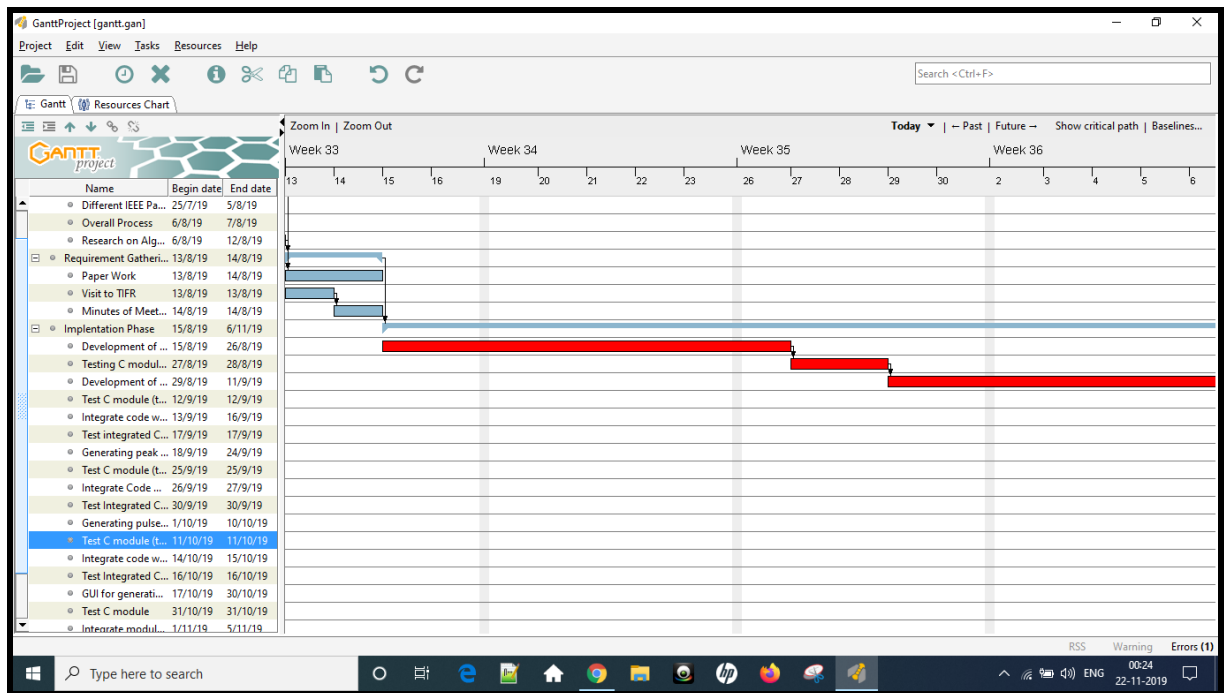 GanttProject [gantt.gan]
Project Edit View Tasks Resources Help
Search <Ctrl+F>
Gantt Resources Chart
Zoom In | Zoom Out Today ▼ | ←Past | Future→ Show critical path | Baselines...
GANTT project
Week 33 Week 34 Week 35 Week 36
Name Begin date End date
13 14 15 16 19 20 21 22 23 26 27 28 29 30 2 3 4 5 6
Different IEEE Pa... 25/7/19 5/8/19
Overall Process 6/8/19 7/8/19
Research on Alg... 6/8/19 12/8/19
Requirement Gatheri... 13/8/19 14/8/19
Paper Work 13/8/19 14/8/19
Visit to TIFR 13/8/19 13/8/19
Minutes of Meet... 14/8/19 14/8/19
Implentation Phase 15/8/19 6/11/19
Development of ... 15/8/19 26/8/19
Testing C modul... 27/8/19 28/8/19
Development of ... 29/8/19 11/9/19
Test C module (t... 12/9/19 12/9/19
Integrate code w... 13/9/19 16/9/19
Test integrated C... 17/9/19 17/9/19
Generating peak ... 18/9/19 24/9/19
Test C module (t... 25/9/19 25/9/19
Integrate Code ... 26/9/19 27/9/19
Test Integrated C... 30/9/19 30/9/19
Generating pulse... 1/10/19 10/10/19
Test C module (t... 11/10/19 11/10/19
Integrate code w... 14/10/19 15/10/19
Test Integrated C... 16/10/19 16/10/19
GUI for generati... 17/10/19 30/10/19
Test C module 31/10/19 31/10/19
Integrate modul... 1/11/19 5/11/19
RSS Warning Errors (1)
Type here to search
hp
ENG
00:24
22-11-2019